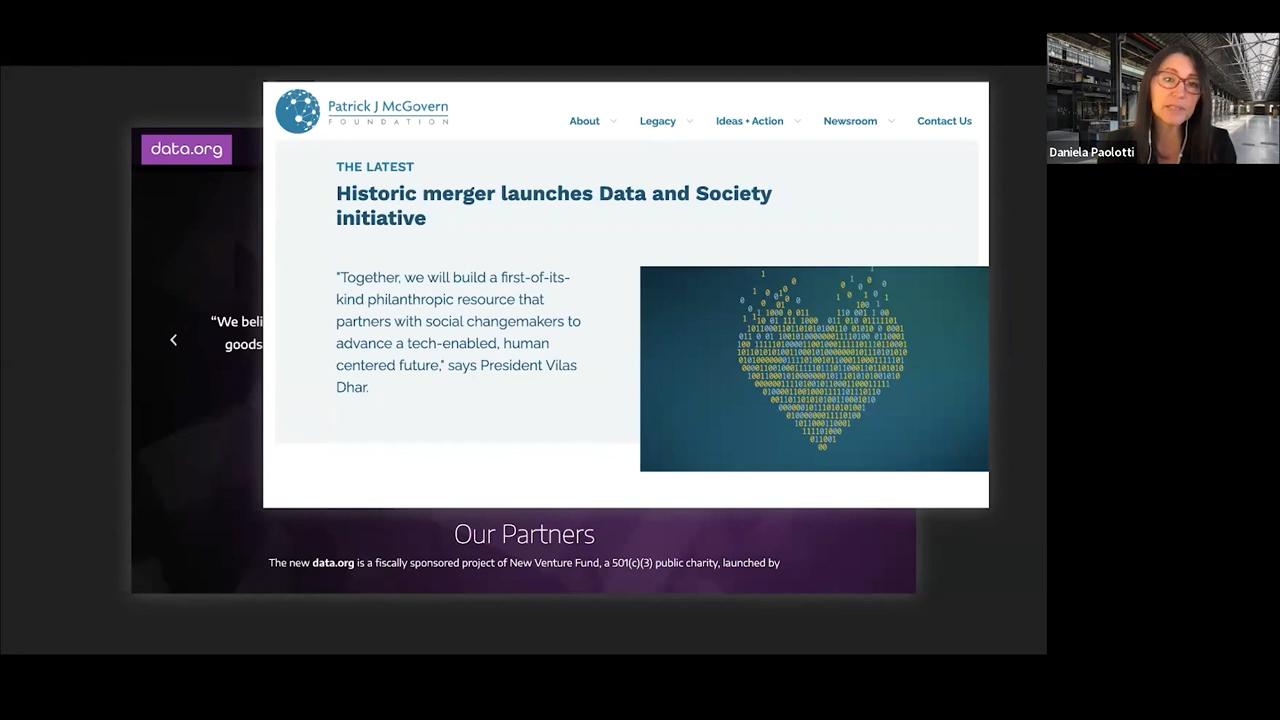 Patrick J McGovern
FOUNDATION
About
Legacy
Ideas + Action
Newsroom
Contact Us
data.org
THE LATEST
Historic merger launches Data and Society
initiative
"Together, we will build a first-of-its-
kind philanthropic resource that
partners with social changemakers to
advance a tech-enabled, human
centered future," says President Vilas
Dhar.
“We beli
goods
Our Partners
The new data.org is a fiscally sponsored project of New Venture Fund, a 501(c)(3) public charity, launched by
Daniela Paolotti